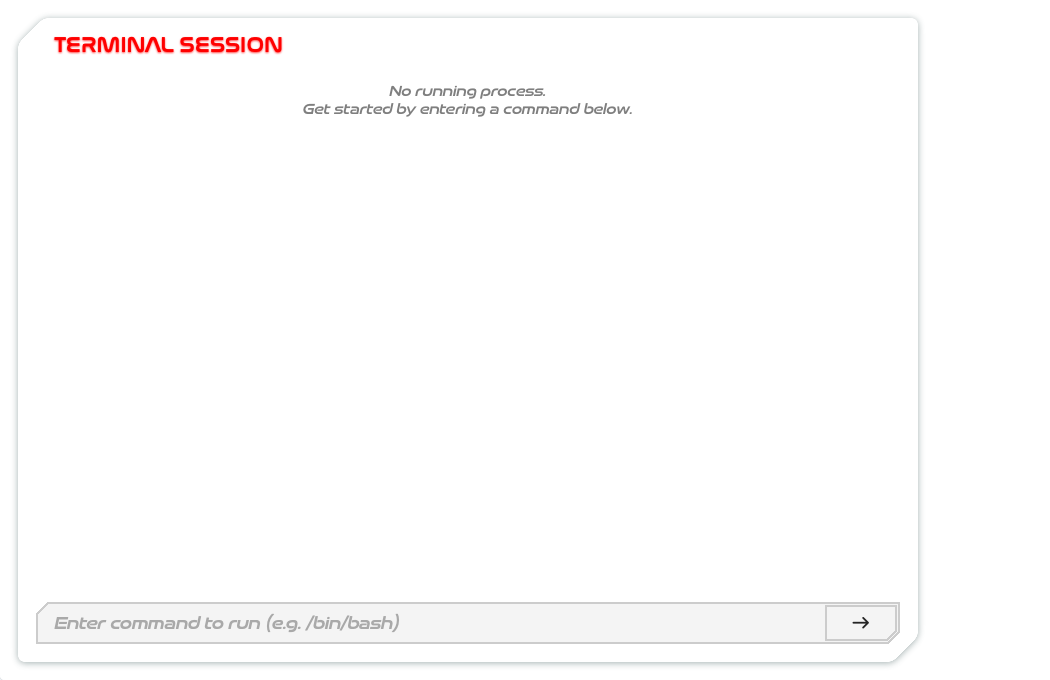 TERMINAL SESSION
No running process.
Get started by entering a command below.
Enter command to run (e.g. /bin/bash)